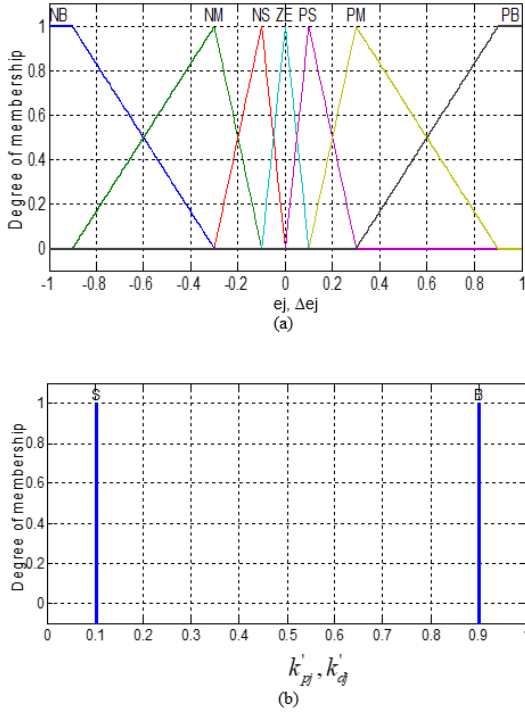 NB NM NS ZE PS PM PB
1
0.8
0.6
0.4
0.2
0
Degree of membership
-1 -0.8 -0.6 -0.4 -0.2 0 0.2 0.4 0.6 0.8 1
ej, Δej
(a)
S B
1
0.8
0.6
0.4
0.2
0
Degree of membership
0 0.1 0.2 0.3 0.4 0.5 0.6 0.7 0.8 0.9 1
k'pj , k'dj
(b)